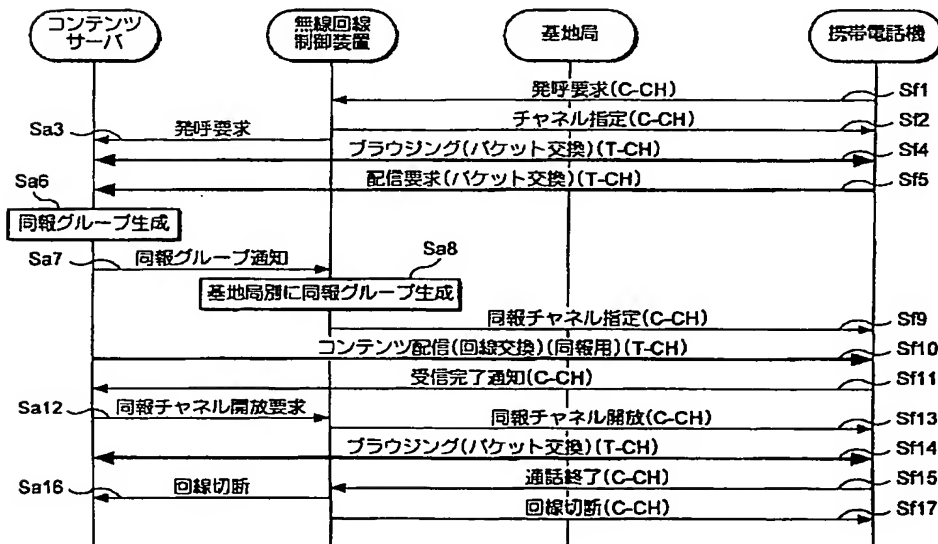 コンテンツ
サーバ
無線回線
制御装置
基地局
携帯電話機
発呼要求(C-CH)
Sf1
Sa3
発呼要求
チャネル指定(C-CH)
Sf2
ブラウジング(パケット交換)(T-CH)
Sf4
配信要求(パケット交換)(T-CH)
Sf5
Sa6
同報グループ生成
Sa7
同報グループ通知
Sa8
基地局別に同報グループ生成
同報チャネル指定(C-CH)
Sf9
コンテンツ配信(回線交換)(同報用)(T-CH)
Sf10
受信完了通知(C-CH)
Sf11
Sa12
同報チャネル開放要求
同報チャネル開放(C-CH)
Sf13
ブラウジング(パケット交換)(T-CH)
Sf14
通話終了(C-CH)
Sf15
Sa16
回線切断
回線切断(C-CH)
Sf17